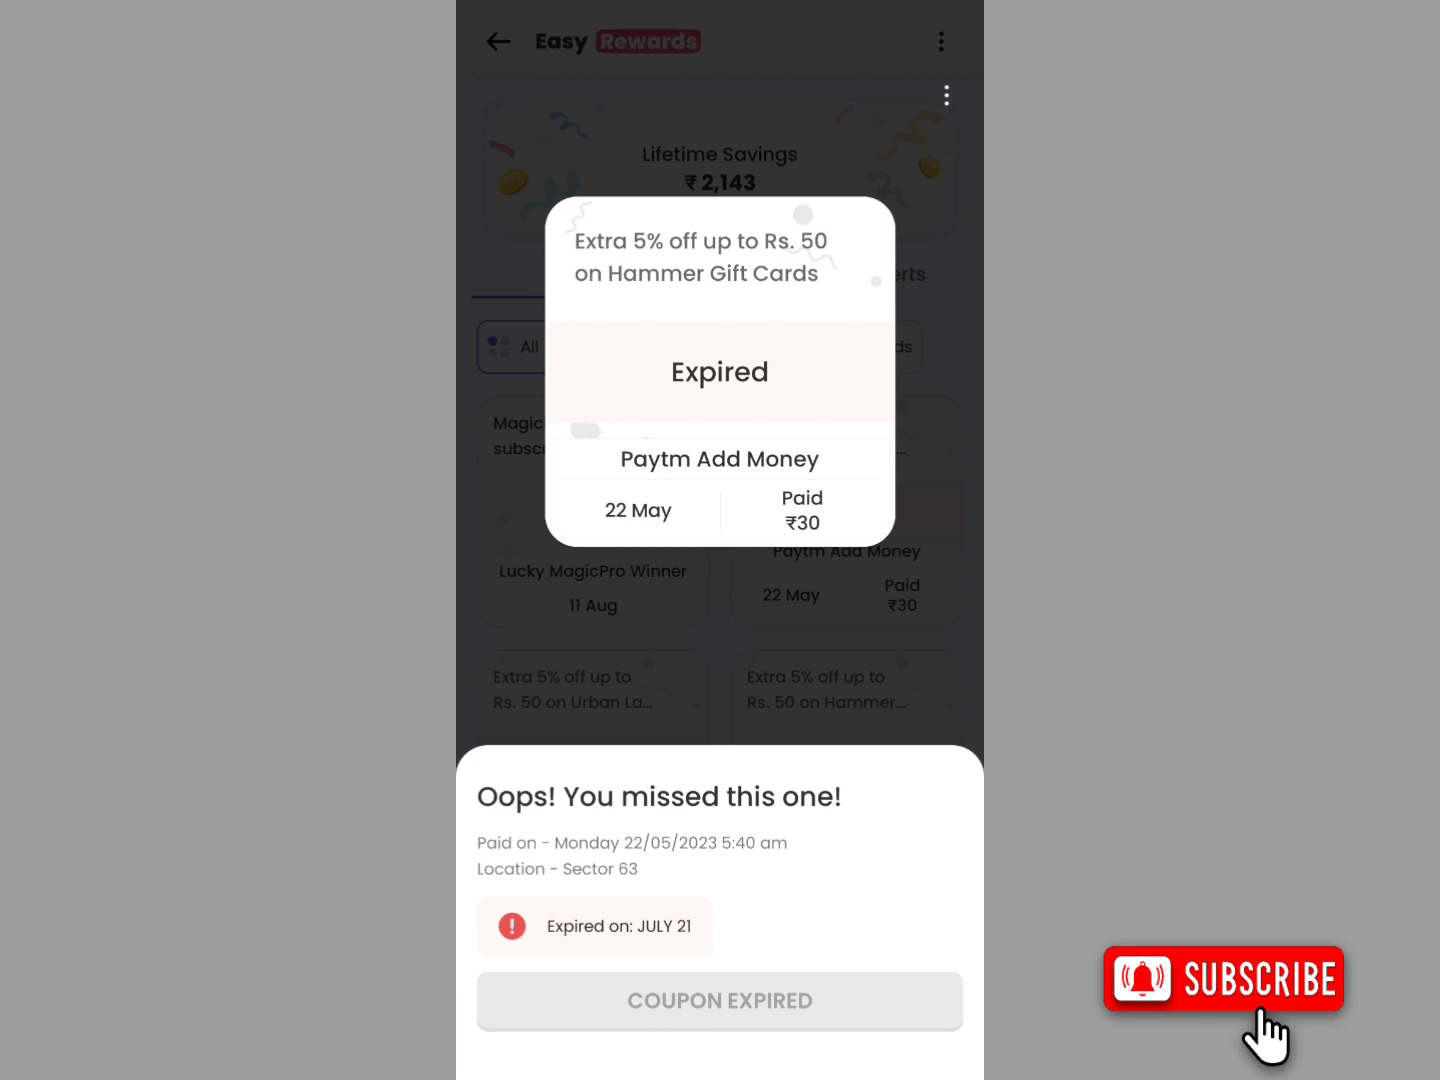 Easy Rewards
Lifetime Savings
₹ 2,143
Extra 5% off up to Rs. 50
on Hammer Gift Cards
erts
All
ds
Expired
Magic
subscr
Paytm Add Money
22 May
Paid
₹30
Lucky MagicPro Winner
11 Aug
Paytm Add Money
22 May
Paid
₹30
Extra 5% off up to
Rs. 50 on Urban La...
Extra 5% off up to
Rs. 50 on Hammer...
Oops! You missed this one!
Paid on - Monday 22/05/2023 5:40 am
Location - Sector 63
Expired on: JULY 21
COUPON EXPIRED
SUBSCRIBE